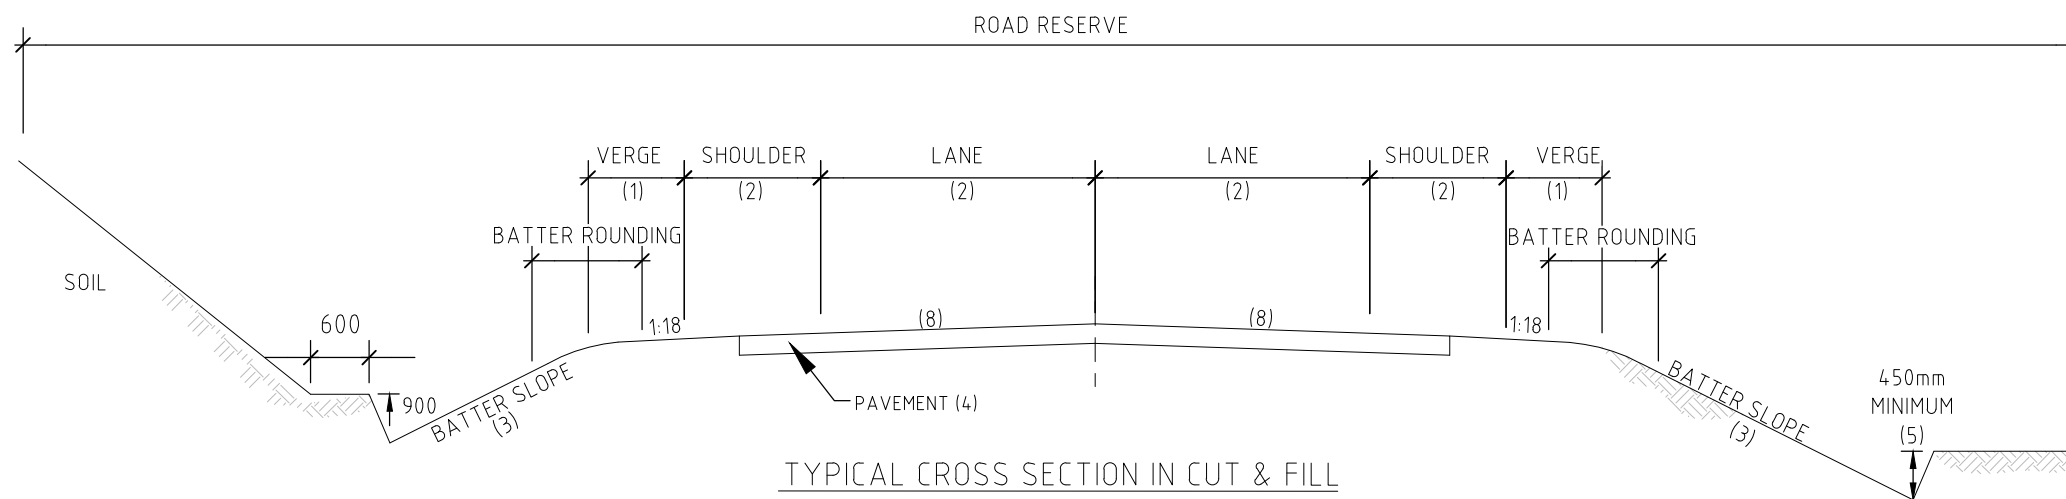 ROAD RESERVE
VERGE SHOULDER LANE LANE SHOULDER VERGE
(1) (2) (2) (2) (2) (1)
BATTER ROUNDING BATTER ROUNDING
SOIL
600
1:18 (8) (8) 1:18
900
BATTER SLOPE
(3)
PAVEMENT (4)
BATTER SLOPE
(3)
450mm
MINIMUM
(5)
TYPICAL CROSS SECTION IN CUT & FILL